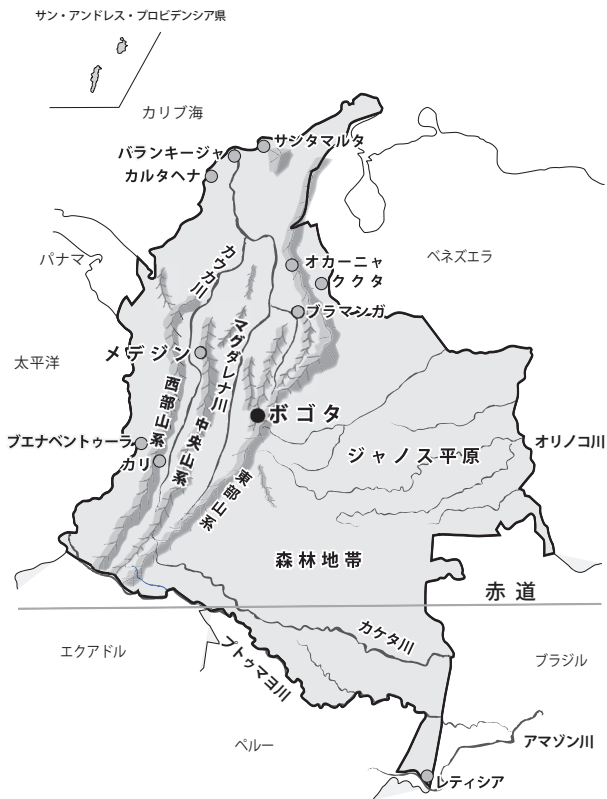 サン・アンドレス・プロビデンシア県
カリブ海
サンタマルタ
バランキージャ
カルタヘナ
パナマ
カウカ川
オカーニャ
ベネズエラ
ククタ
ブラマンガ
マグダレナ川
太平洋
メデジン
西部山系
中央山系
ボゴタ
ブエナベントゥーラ
カリ
ジャノス平原
オリノコ川
東部山系
森林地帯
赤道
エクアドル
プトゥマヨ川
カケタ川
ブラジル
ペルー
アマゾン川
レティシア